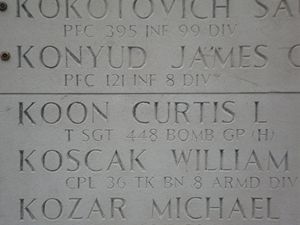 KOKOTOVICH SA
PFC 395 INF 99 DIV
KONYUD JAMES C
PFC 121 INF 8 DIV
KOON CURTIS L
T SGT 448 BOMB GP (H)
KOSCAK WILLIAM
CPL 36 TK BN 8 ARMD DIV
KOZAR MICHAEL